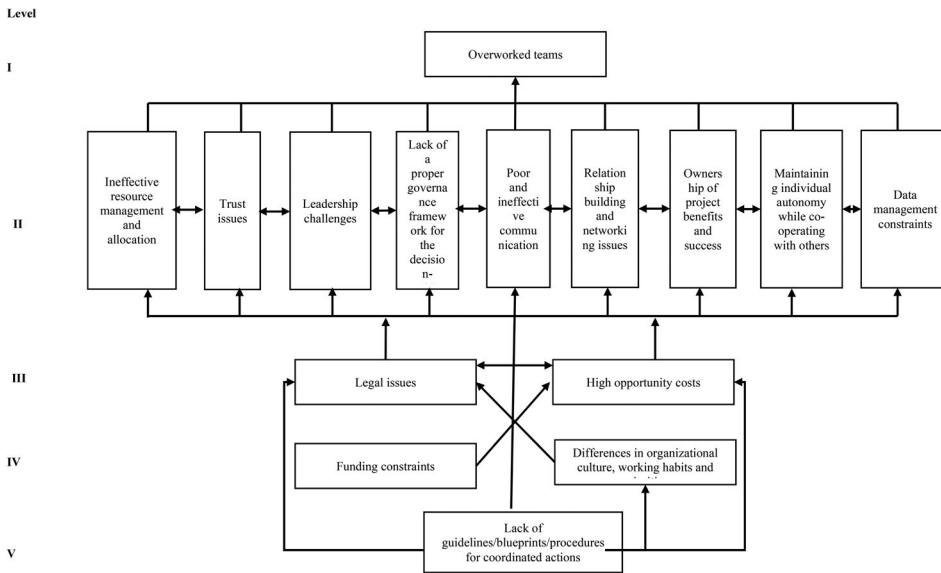 Level
I
Overworked teams
II
Ineffective
resource
management
and
allocation
Trust
issues
Leadership
challenges
Lack of
a
proper
governa
nce
framew
ork for
the
decision-
Poor
and
ineffecti
ve
commun
ication
Relation
ship
building
and
networki
ng issues
Owners
hip of
project
benefits
and
success
Maintainin
g individual
autonomy
while co-
operating
with others
Data
management
constraints
III
Legal issues
High opportunity costs
IV
Funding constraints
Differences in organizational
culture, working habits and
V
Lack of
guidelines/blueprints/procedures
for coordinated actions